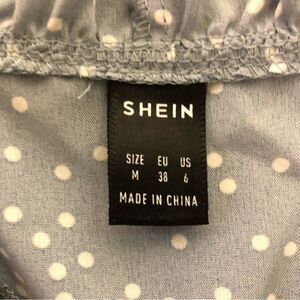 SHEIN
SIZE EU US
M 38 6
MADE IN CHINA